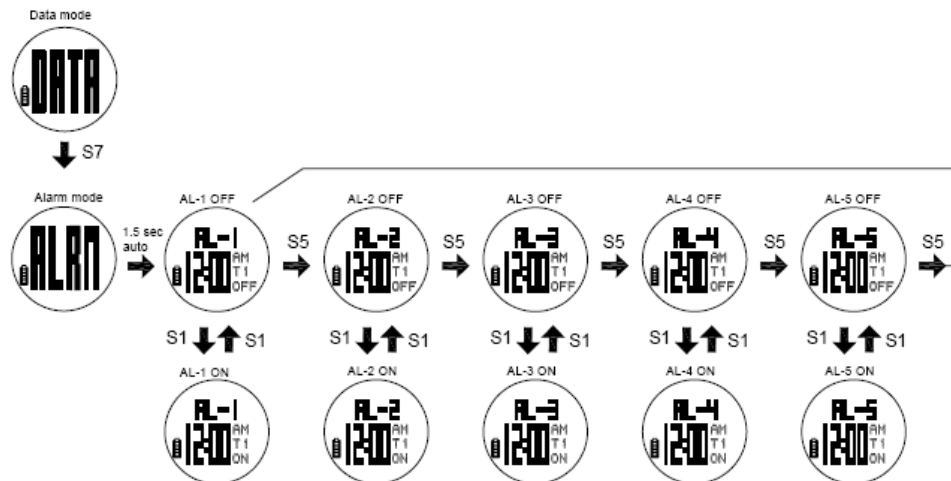 Data mode
DATA
S7
Alarm mode
ALRM
1.5 sec
auto
AL-1 OFF
AL-1
12:00
AM
T1
OFF
S5
AL-2 OFF
AL-2
12:00
AM
T1
OFF
S5
AL-3 OFF
AL-3
12:00
AM
T1
OFF
S5
AL-4 OFF
AL-4
12:00
AM
T1
OFF
S5
AL-5 OFF
AL-5
12:00
AM
T1
OFF
S5
S1 S1
S1 S1
S1 S1
S1 S1
S1 S1
AL-1 ON
AL-1
12:00
AM
T1
ON
AL-2 ON
AL-2
12:00
AM
T1
ON
AL-3 ON
AL-3
12:00
AM
T1
ON
AL-4 ON
AL-4
12:00
AM
T1
ON
AL-5 ON
AL-5
12:00
AM
T1
ON